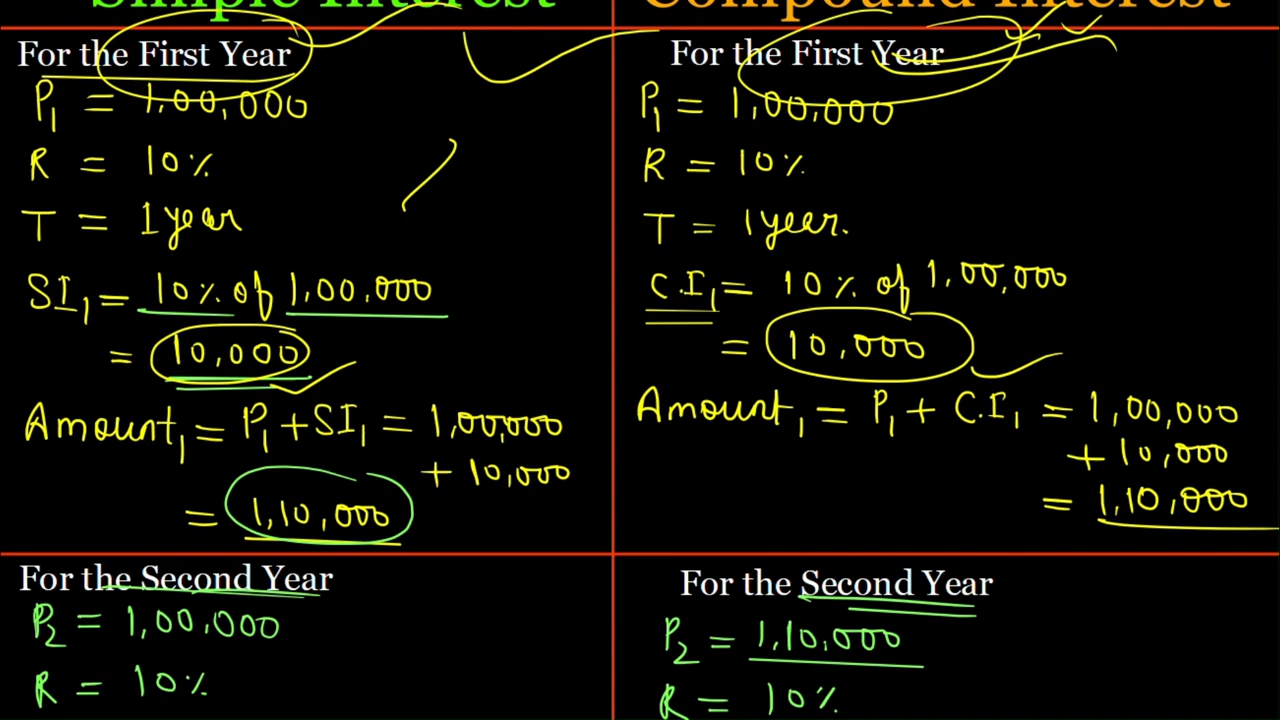 Simple Interest
For the First Year
P₁ = 1,00,000
R = 10%
T = 1 year
SI₁ = 10% of 1,00,000
= 10,000
Amount₁ = P₁ + SI₁ = 1,00,000
+ 10,000
= 1,10,000
For the Second Year
P₂ = 1,00,000
R = 10%
Compound Interest
For the First Year
P₁ = 1,00,000
R = 10%
T = 1 year.
C.I₁ = 10% of 1,00,000
= 10,000
Amount₁ = P₁ + C.I₁ = 1,00,000
+ 10,000
= 1,10,000
For the Second Year
P₂ = 1,10,000
R = 10%